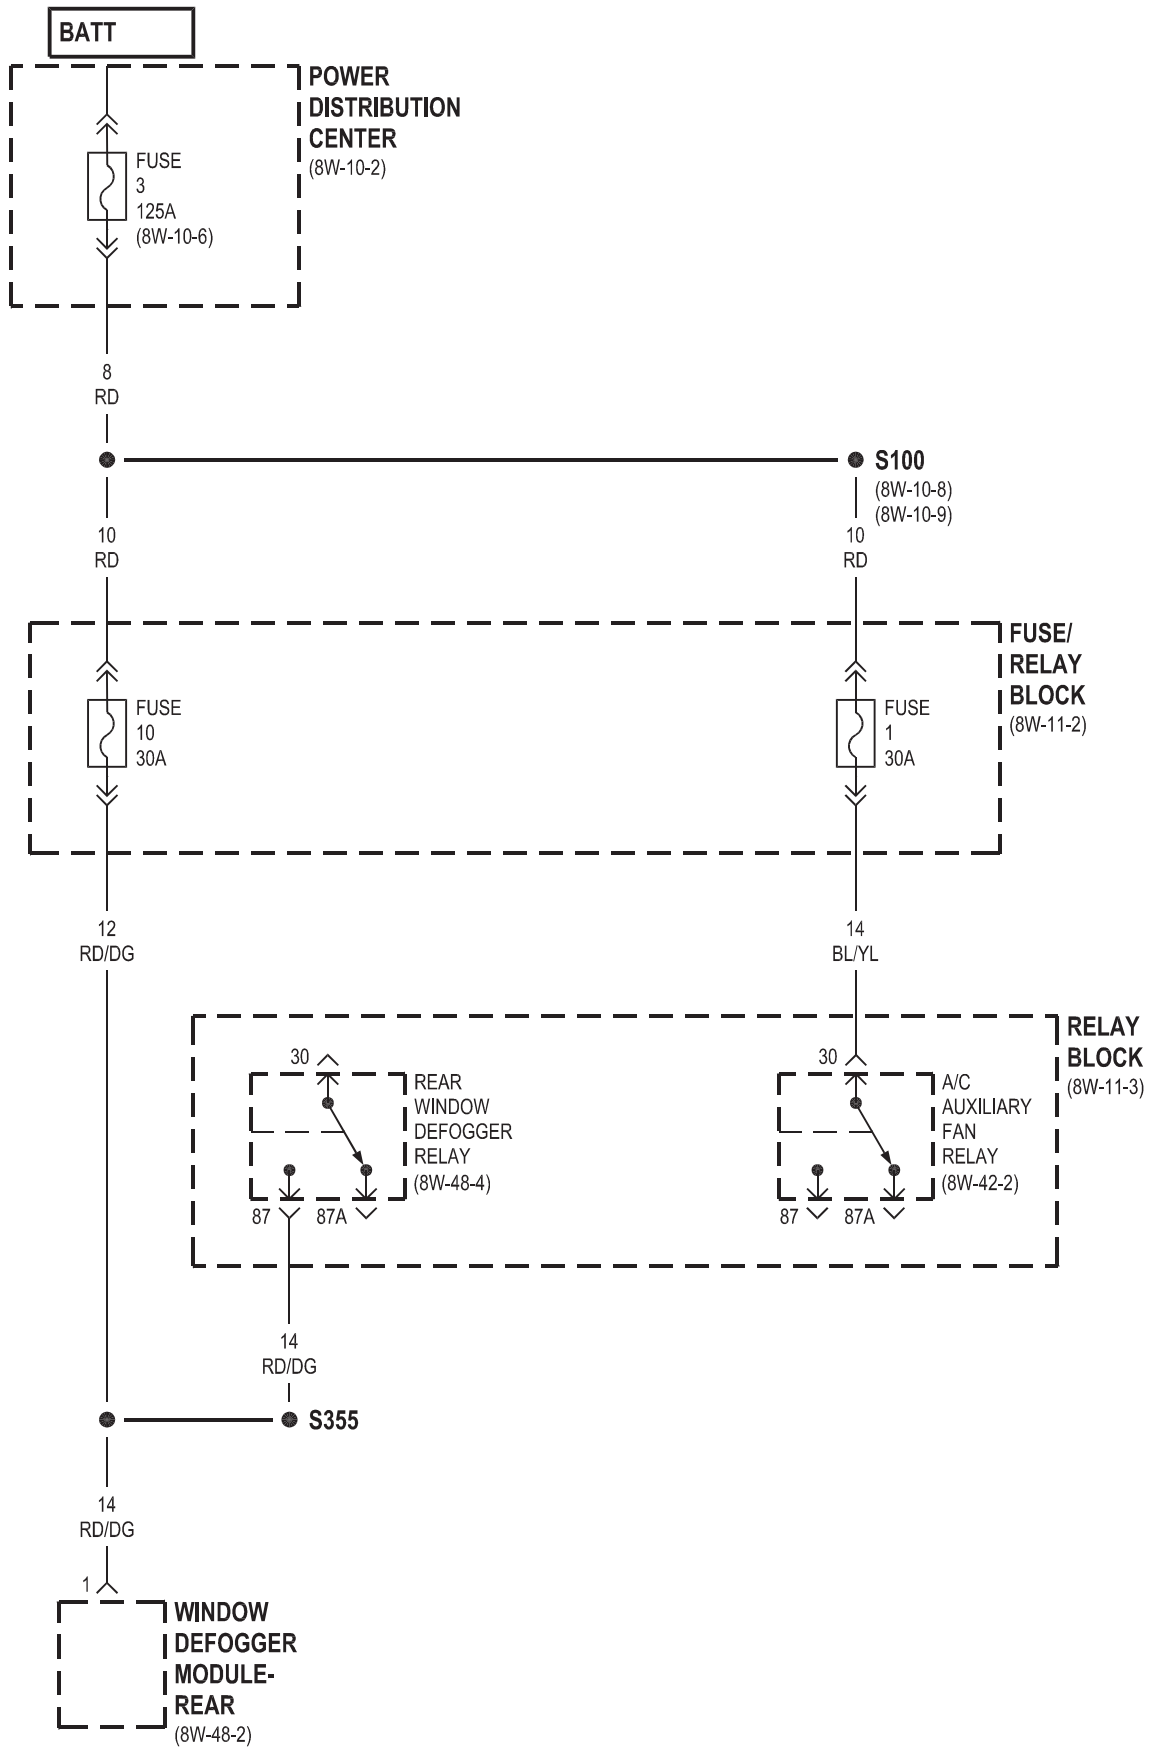 BATT
POWER
DISTRIBUTION
CENTER
(8W-10-2)
FUSE
3
125A
(8W-10-6)
8
RD
S100
(8W-10-8)
(8W-10-9)
10
RD
10
RD
FUSE/
RELAY
BLOCK
(8W-11-2)
FUSE
10
30A
FUSE
1
30A
12
RD/DG
14
BL/YL
RELAY
BLOCK
(8W-11-3)
30
REAR
WINDOW
DEFOGGER
RELAY
(8W-48-4)
87
87A
30
A/C
AUXILIARY
FAN
RELAY
(8W-42-2)
87
87A
14
RD/DG
S355
14
RD/DG
1
WINDOW
DEFOGGER
MODULE-
REAR
(8W-48-2)